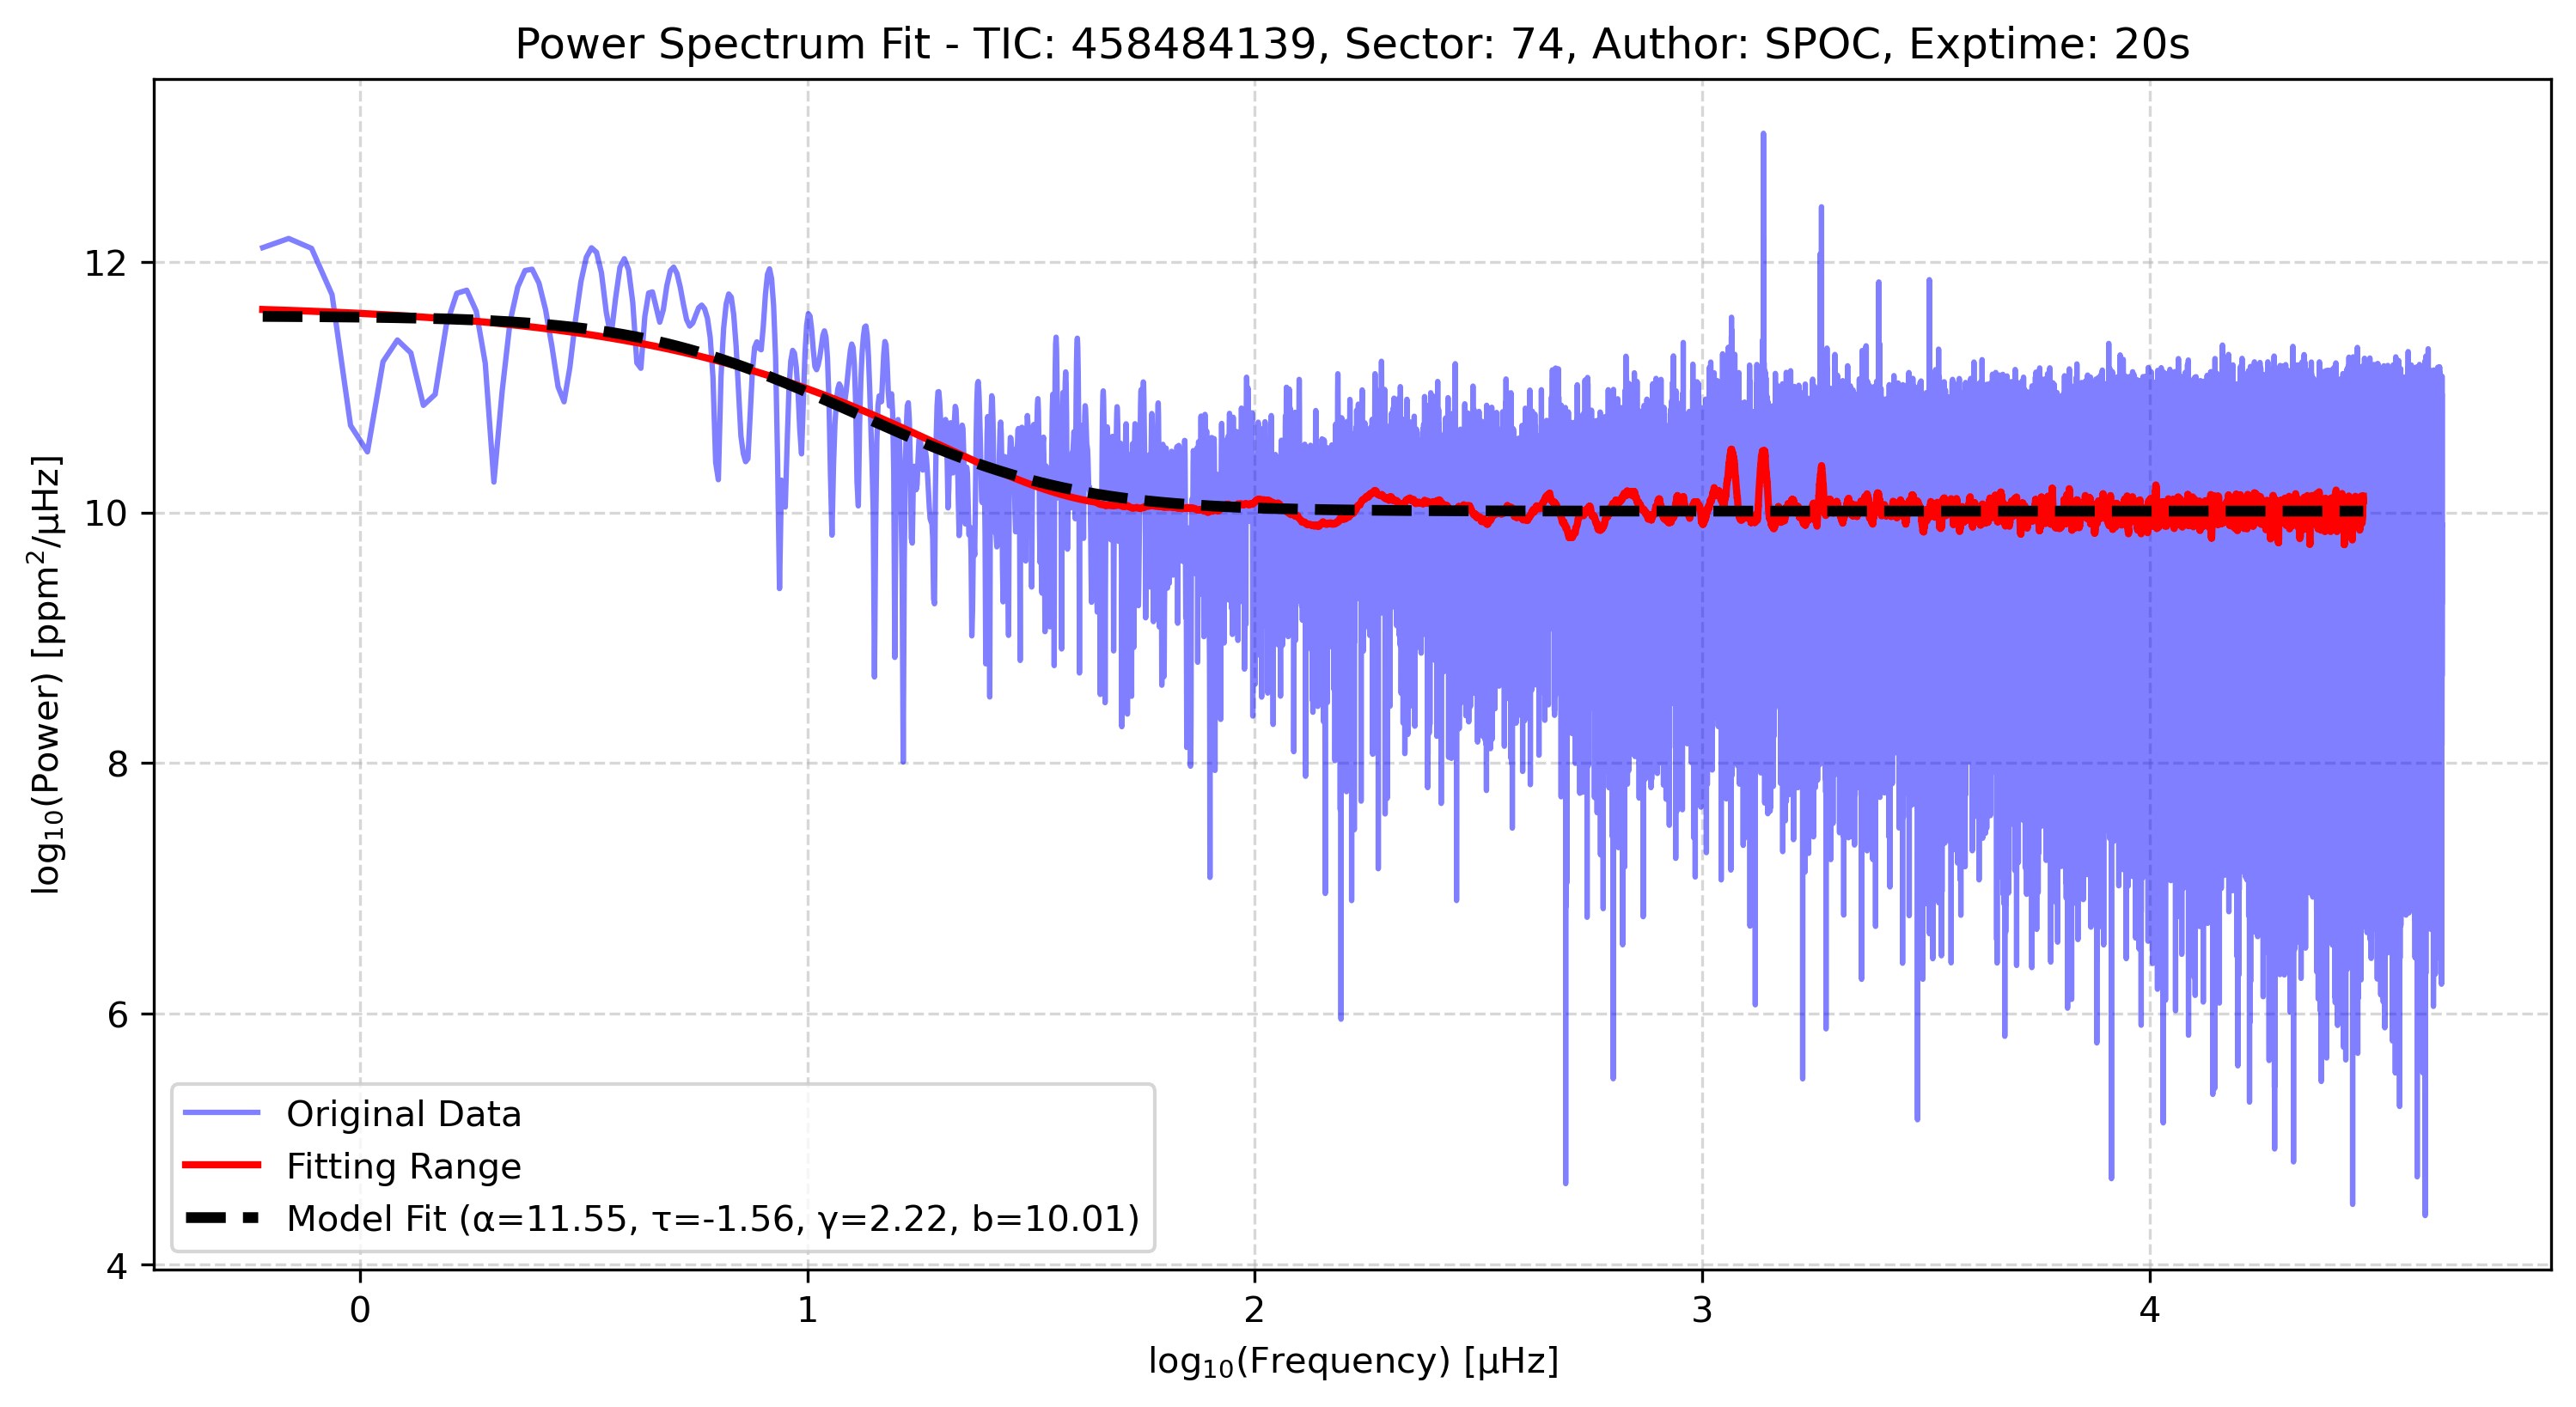 Power Spectrum Fit - TIC: 458484139, Sector: 74, Author: SPOC, Exptime: 20s
log₁₀(Power) [ppm²/μHz]
12
10
8
6
4
Original Data
Fitting Range
Model Fit (α=11.55, τ=-1.56, γ=2.22, b=10.01)
0 1 2 3 4
log₁₀(Frequency) [μHz]